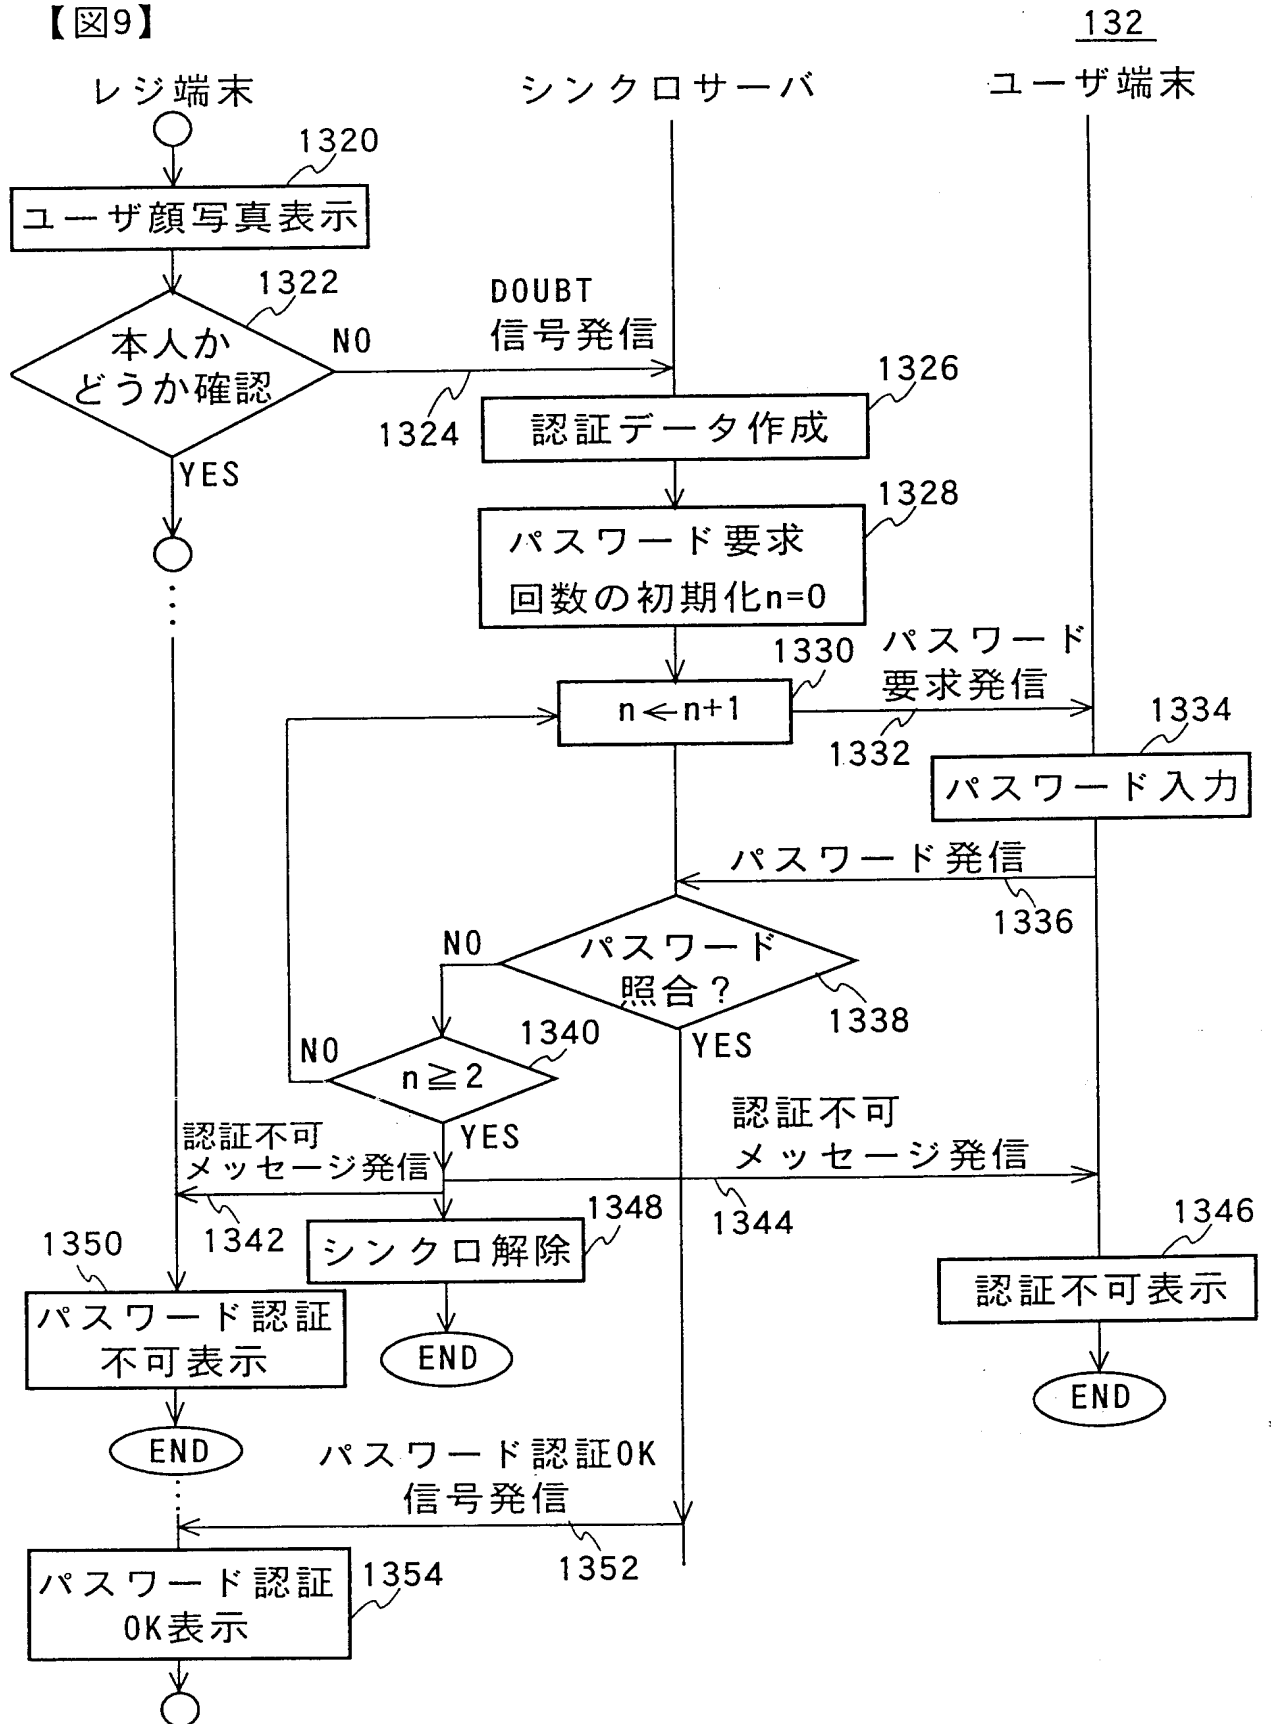 【図9】
132
レジ端末
シンクロサーバ
ユーザ端末
1320
ユーザ顔写真表示
1322
本人か
どうか確認
NO
YES
DOUBT
信号発信
1324
1326
認証データ作成
1328
パスワード要求
回数の初期化n=0
1330
n←n+1
パスワード
要求発信
1332
1334
パスワード入力
パスワード発信
1336
パスワード
照合?
NO
1338
YES
1340
NO
n≧2
YES
認証不可
メッセージ発信
1342
認証不可
メッセージ発信
1344
1348
シンクロ解除
END
1346
認証不可表示
END
1350
パスワード認証
不可表示
END
パスワード認証OK
信号発信
1352
1354
パスワード認証
OK表示